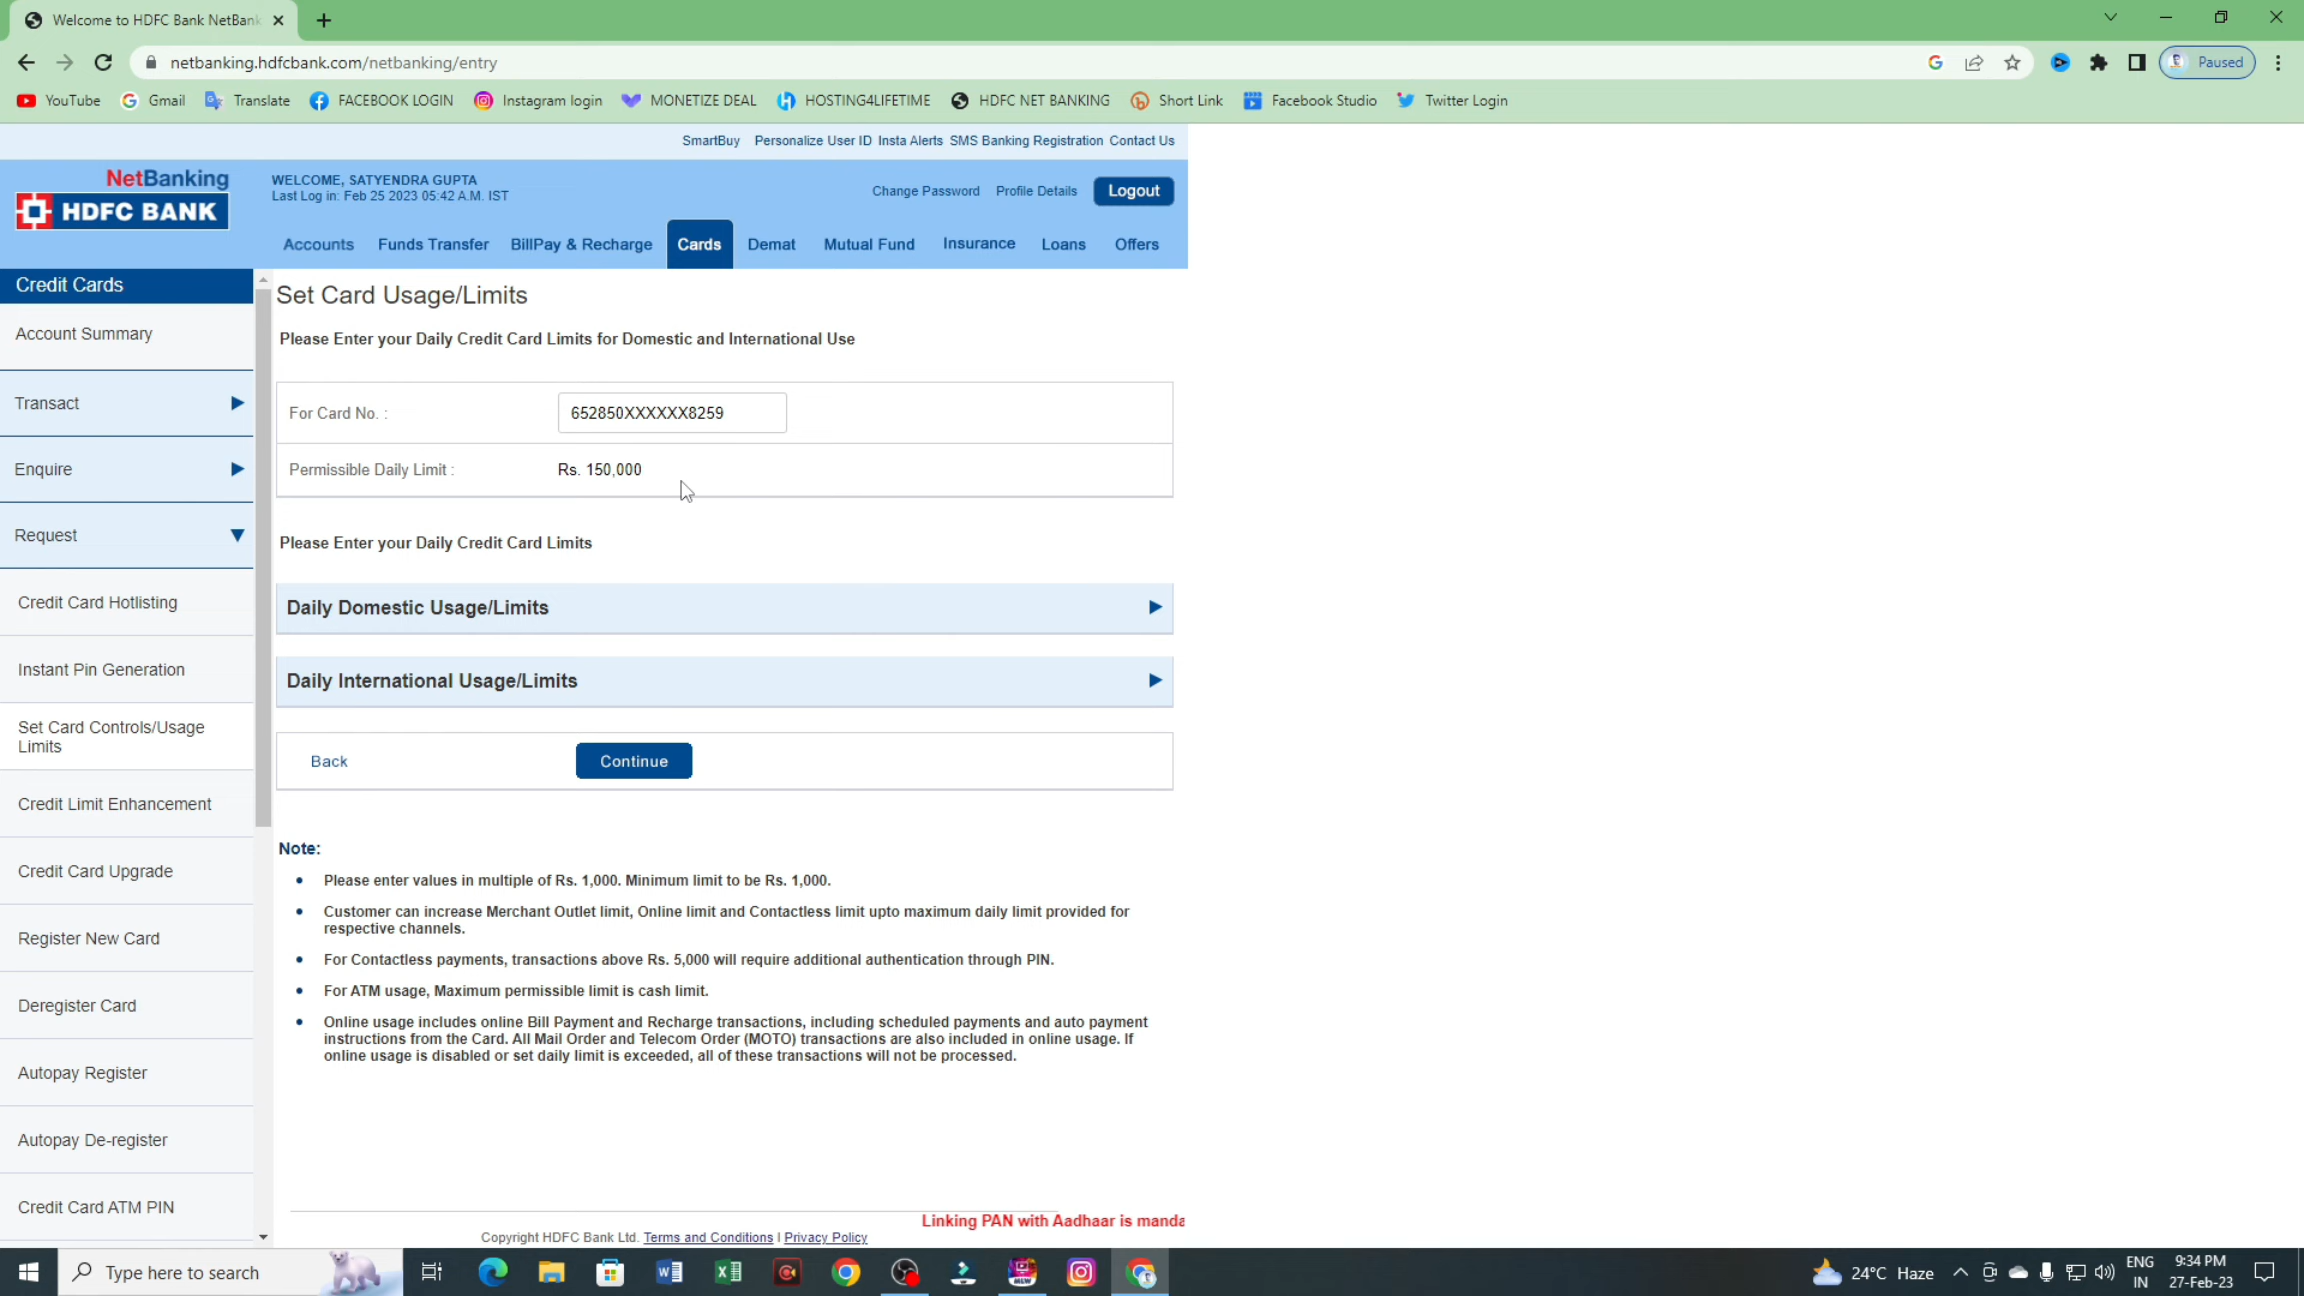 Welcome to HDFC Bank NetBank
netbanking.hdfcbank.com/netbanking/entry
Paused
YouTube Gmail Translate FACEBOOK LOGIN Instagram login MONETIZE DEAL HOSTING4LIFETIME HDFC NET BANKING Short Link Facebook Studio Twitter Login
SmartBuy Personalize User ID Insta Alerts SMS Banking Registration Contact Us
NetBanking
HDFC BANK
WELCOME, SATYENDRA GUPTA
Last Log in: Feb 25 2023 05:42 A.M. IST
Change Password Profile Details Logout
Accounts Funds Transfer BillPay & Recharge Cards Demat Mutual Fund Insurance Loans Offers
Credit Cards
Account Summary
Transact
Enquire
Request
Credit Card Hotlisting
Instant Pin Generation
Set Card Controls/Usage
Limits
Credit Limit Enhancement
Credit Card Upgrade
Register New Card
Deregister Card
Autopay Register
Autopay De-register
Credit Card ATM PIN
Set Card Usage/Limits
Please Enter your Daily Credit Card Limits for Domestic and International Use
For Card No. : 652850XXXXXX8259
Permissible Daily Limit : Rs. 150,000
Please Enter your Daily Credit Card Limits
Daily Domestic Usage/Limits
Daily International Usage/Limits
Back Continue
Note:
• Please enter values in multiple of Rs. 1,000. Minimum limit to be Rs. 1,000.
• Customer can increase Merchant Outlet limit, Online limit and Contactless limit upto maximum daily limit provided for
respective channels.
• For Contactless payments, transactions above Rs. 5,000 will require additional authentication through PIN.
• For ATM usage, Maximum permissible limit is cash limit.
• Online usage includes online Bill Payment and Recharge transactions, including scheduled payments and auto payment
instructions from the Card. All Mail Order and Telecom Order (MOTO) transactions are also included in online usage. If
online usage is disabled or set daily limit is exceeded, all of these transactions will not be processed.
Linking PAN with Aadhaar is manda
Copyright HDFC Bank Ltd. Terms and Conditions I Privacy Policy
Type here to search
24°C Haze
ENG
IN
9:34 PM
27-Feb-23